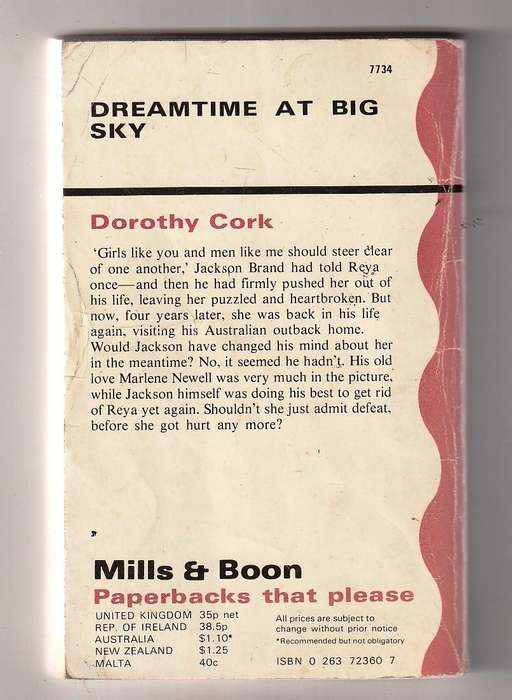 7734
DREAMTIME AT BIG
SKY
Dorothy Cork
'Girls like you and men like me should steer clear
of one another,' Jackson Brand had told Reya
once—and then he had firmly pushed her out of
his life, leaving her puzzled and heartbroken. But
now, four years later, she was back in his life
again, visiting his Australian outback home.
Would Jackson have changed his mind about her
in the meantime? No, it seemed he hadn't. His old
love Marlene Newell was very much in the picture,
while Jackson himself was doing his best to get rid
of Reya yet again. Shouldn't she just admit defeat,
before she got hurt any more?
Mills & Boon
Paperbacks that please
UNITED KINGDOM 35p net
REP. OF IRELAND 38.5p
AUSTRALIA $1.10*
NEW ZEALAND $1.25
MALTA 40c
All prices are subject to
change without prior notice
*Recommended but not obligatory
ISBN 0 263 72360 7